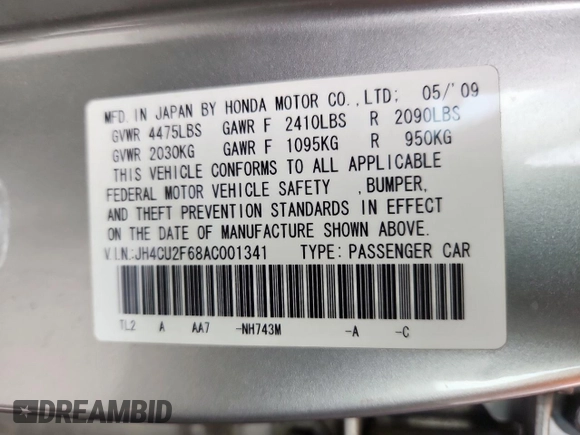 MFD. IN JAPAN BY HONDA MOTOR CO.,LTD; 05/'09
GVWR 4475LBS GAWR F 2410LBS R 2090LBS
GVWR 2030KG GAWR F 1095KG R 950KG
THIS VEHICLE CONFORMS TO ALL APPLICABLE
FEDERAL MOTOR VEHICLE SAFETY ,BUMPER,
AND THEFT PREVENTION STANDARDS IN EFFECT
ON THE DATE OF MANUFACTURE SHOWN ABOVE.
V.I.N.:JH4CU2F68AC001341 TYPE: PASSENGER CAR
TL2 A AA7 -NH743M -A -C
DREAMBID